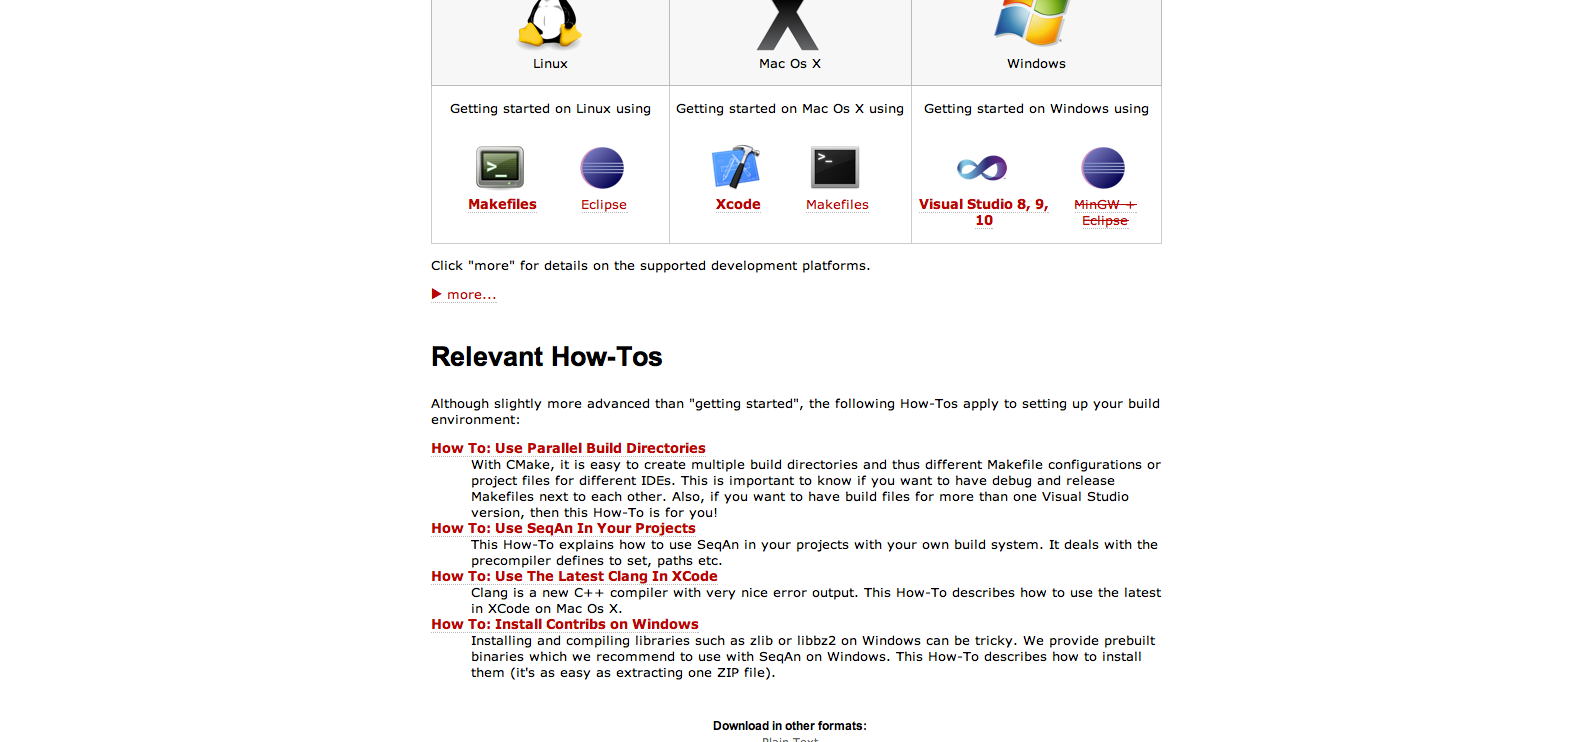 Linux
Mac Os X
Windows
Getting started on Linux using
Getting started on Mac Os X using
Getting started on Windows using
Makefiles
Eclipse
Xcode
Makefiles
Visual Studio 8, 9,
10
MinGW +
Eclipse
Click "more" for details on the supported development platforms.
more...
Relevant How-Tos
Although slightly more advanced than "getting started", the following How-Tos apply to setting up your build
environment:
How To: Use Parallel Build Directories
With CMake, it is easy to create multiple build directories and thus different Makefile configurations or
project files for different IDEs. This is important to know if you want to have debug and release
Makefiles next to each other. Also, if you want to have build files for more than one Visual Studio
version, then this How-To is for you!
How To: Use SeqAn In Your Projects
This How-To explains how to use SeqAn in your projects with your own build system. It deals with the
precompiler defines to set, paths etc.
How To: Use The Latest Clang In XCode
Clang is a new C++ compiler with very nice error output. This How-To describes how to use the latest
in XCode on Mac Os X.
How To: Install Contribs on Windows
Installing and compiling libraries such as zlib or libbz2 on Windows can be tricky. We provide prebuilt
binaries which we recommend to use with SeqAn on Windows. This How-To describes how to install
them (it's as easy as extracting one ZIP file).
Download in other formats:
Plain Text